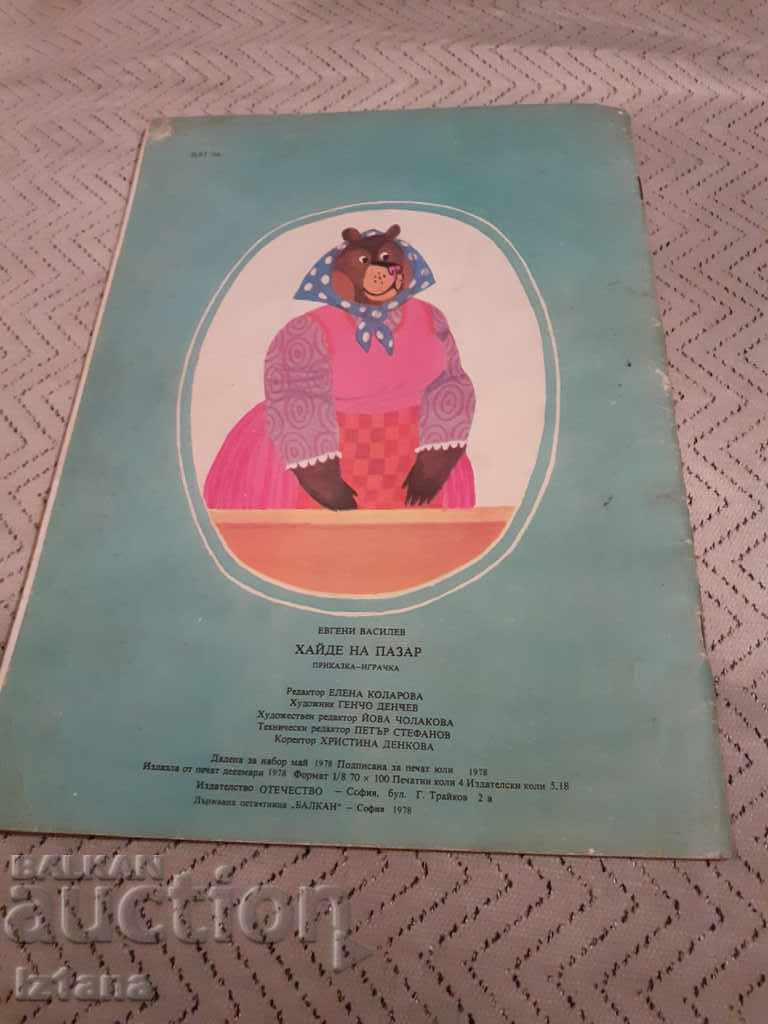 ЕВГЕНИ ВАСИЛЕВ
ХАЙДЕ НА ПАЗАР
ПРИКАЗКА—ИГРАЧКА
Редактор ЕЛЕНА КОЛАРОВА
Художник ГЕНЧО ДЕНЧЕВ
Художествен редактор ЙОВА ЧОЛАКОВА
Технически редактор ПЕТЪР СТЕФАНОВ
Коректор ХРИСТИНА ДЕНКОВА
Дадена за набор май 1978 Подписана за печат юли 1978
Излязла от печат декември 1978 Формат 1/8 70 × 100 Печатни коли 4 Издателски коли 5,18
Издателство ОТЕЧЕСТВО — София, бул. Г. Трайков 2 а
Държавна печатница „БАЛКАН" — София 1978
BALKAN
auction
Iztana